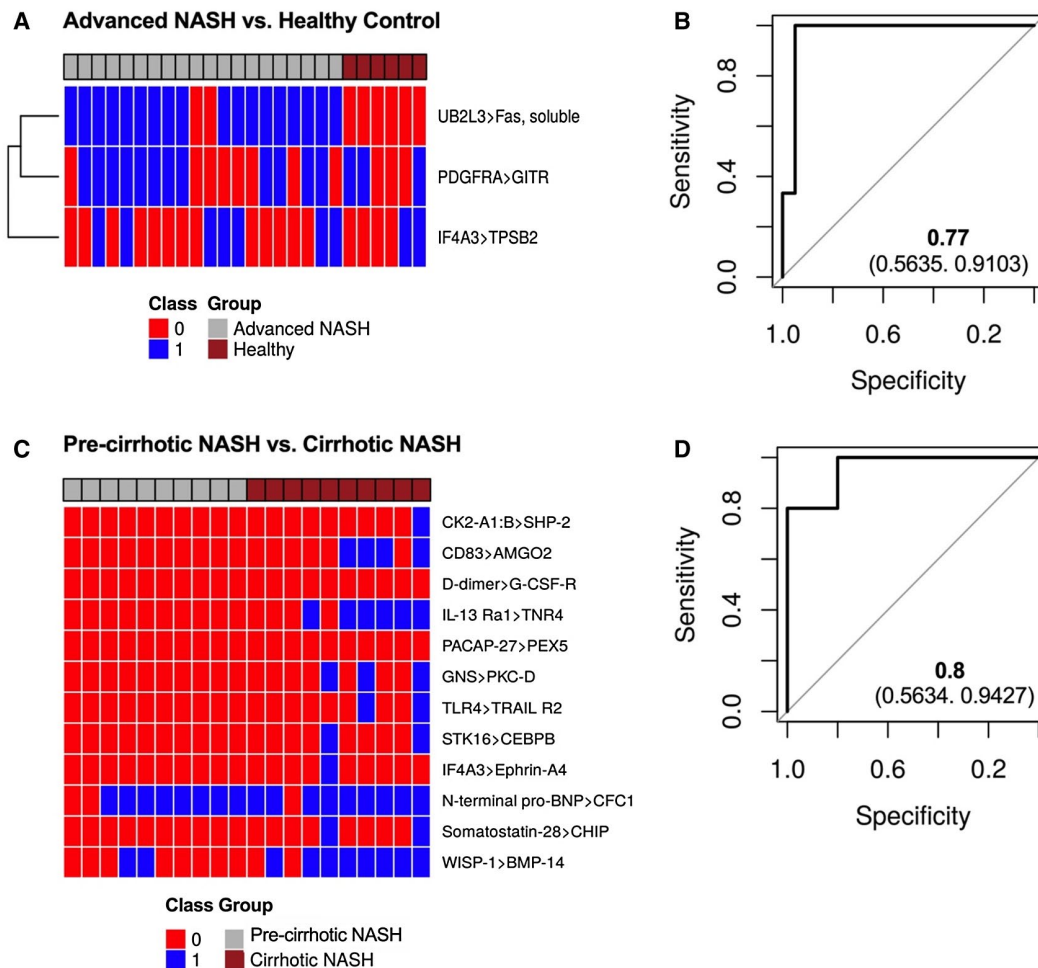 A
Advanced NASH vs. Healthy Control
UB2L3>Fas, soluble
PDGFRA>GITR
IF4A3>TPSB2
Class Group
0 Advanced NASH
1 Healthy
B
Sensitivity
0.8
0.4
0.0
0.77
(0.5635. 0.9103)
1.0 0.6 0.2
Specificity
C
Pre-cirrhotic NASH vs. Cirrhotic NASH
CK2-A1:B>SHP-2
CD83>AMGO2
D-dimer>G-CSF-R
IL-13 Ra1>TNR4
PACAP-27>PEX5
GNS>PKC-D
TLR4>TRAIL R2
STK16>CEBPB
IF4A3>Ephrin-A4
N-terminal pro-BNP>CFC1
Somatostatin-28>CHIP
WISP-1>BMP-14
Class Group
0 Pre-cirrhotic NASH
1 Cirrhotic NASH
D
Sensitivity
0.8
0.4
0.0
0.8
(0.5634. 0.9427)
1.0 0.6 0.2
Specificity